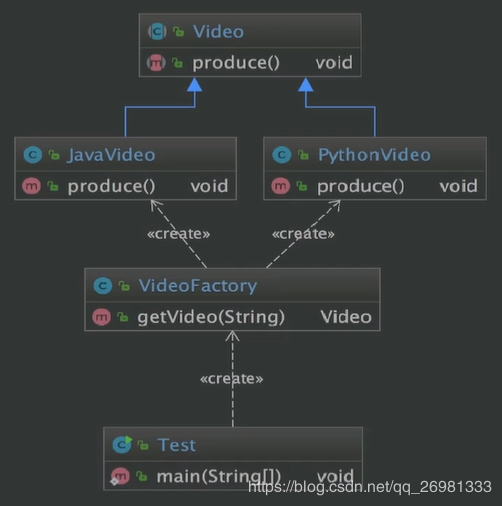 Video
produce() void
JavaVideo
produce() void
PythonVideo
produce() void
«create»
«create»
VideoFactory
getVideo(String) Video
«create»
Test
main(String[]) void
https://blog.csdn.net/qq_26981333